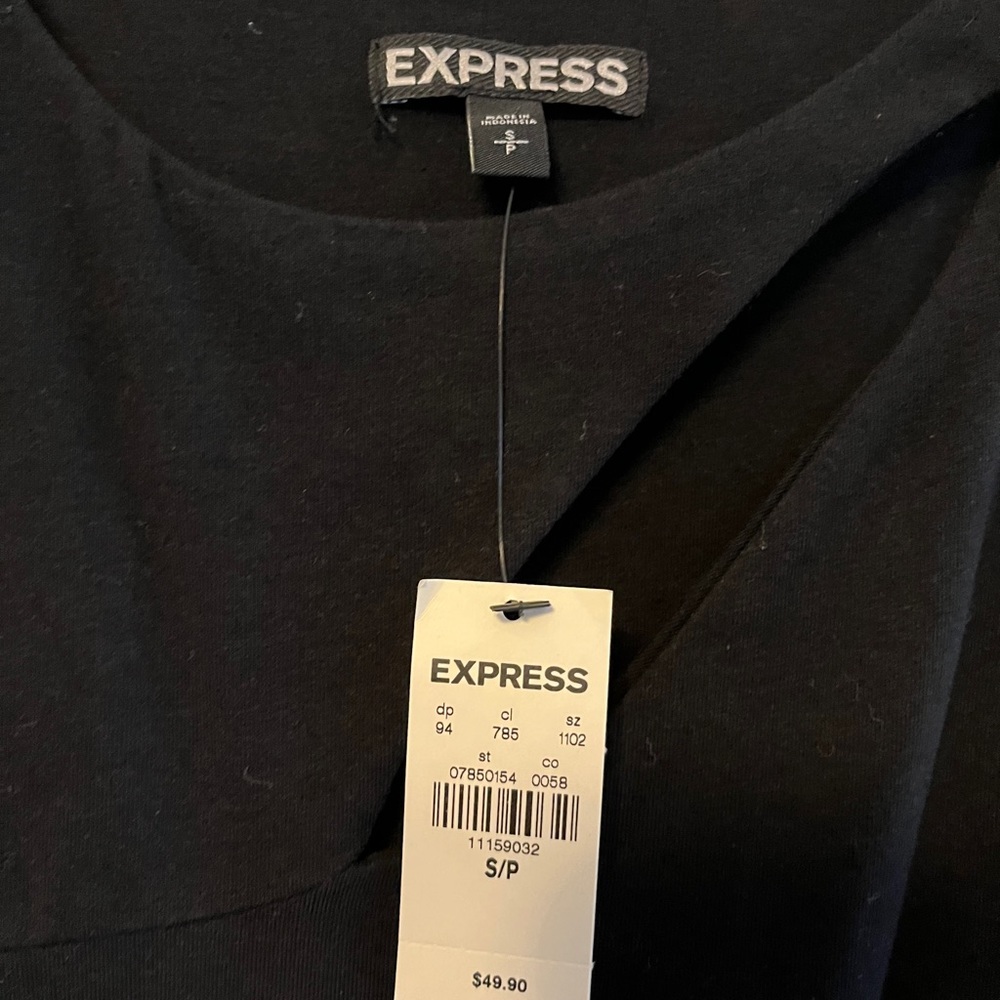 EXPRESS
MADE IN
INDONESIA
S
P
EXPRESS
dp cl sz
94 785 1102
st co
07850154 0058
11159032
S/P
$49.90